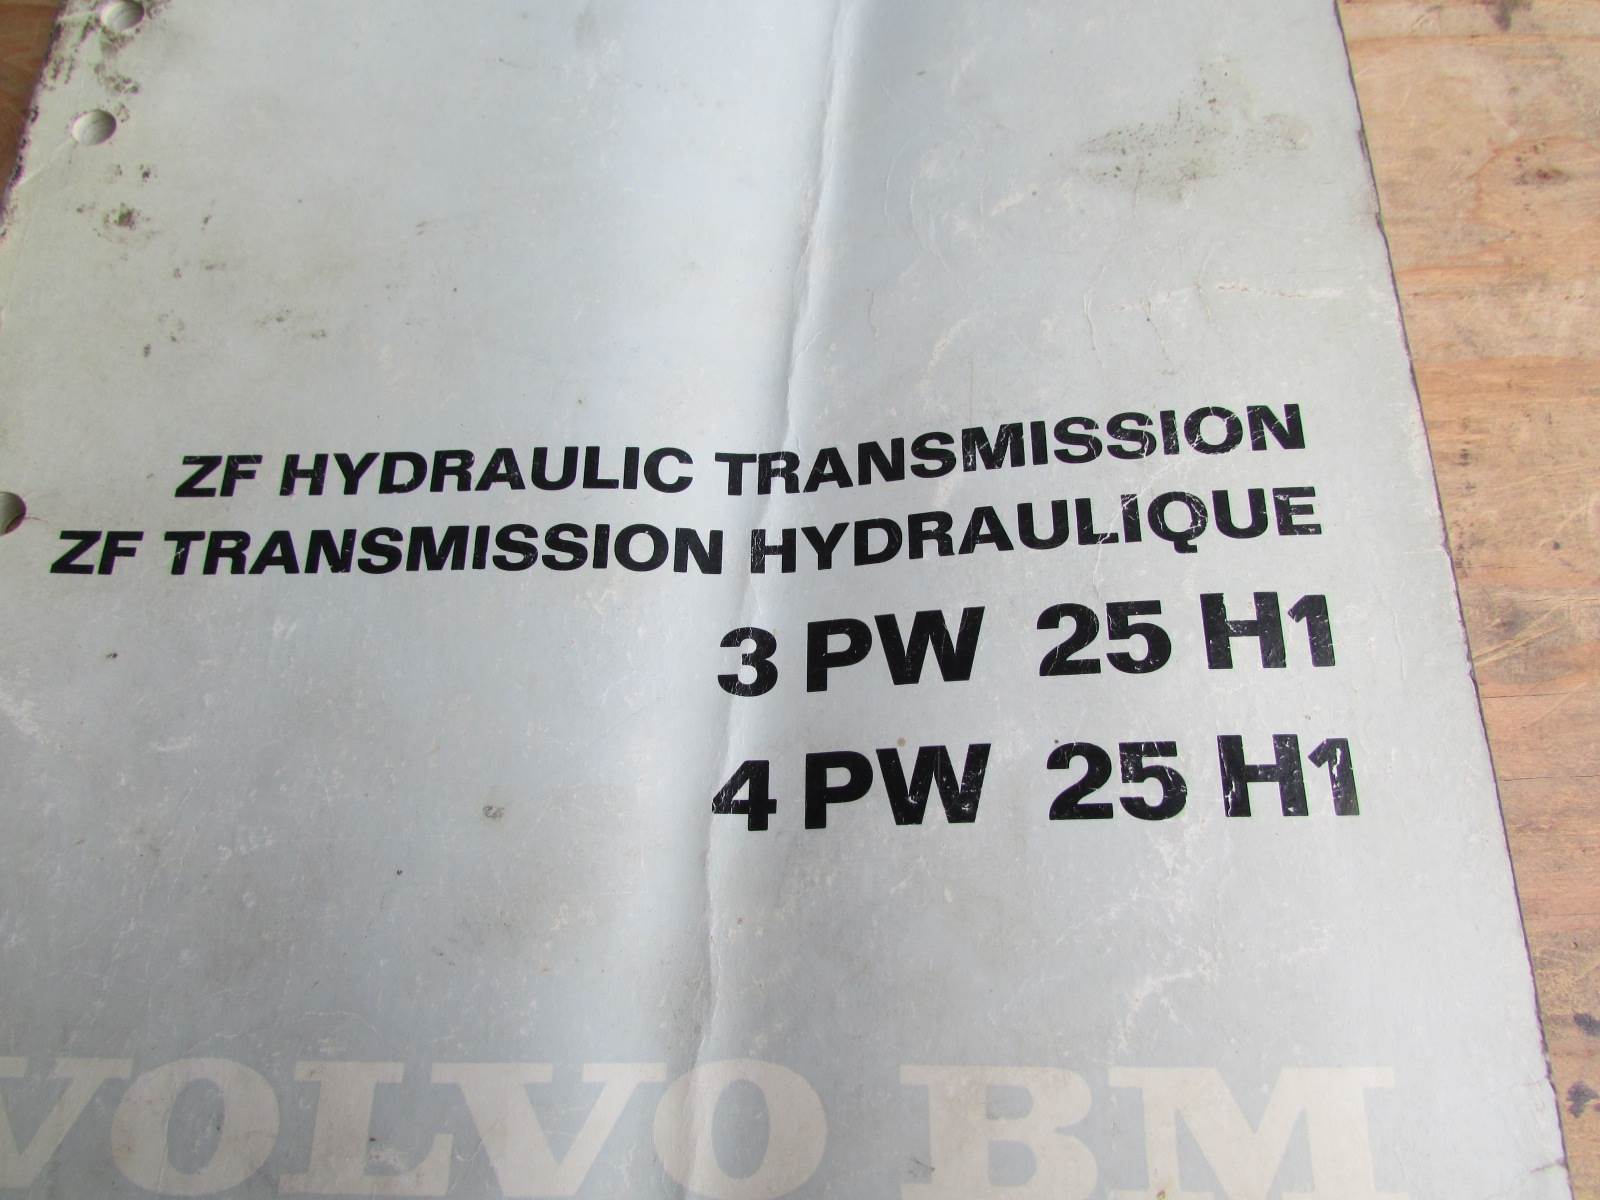 ZF HYDRAULIC TRANSMISSION
ZF TRANSMISSION HYDRAULIQUE
3 PW 25 H1
4 PW 25 H1
VOLVO BM